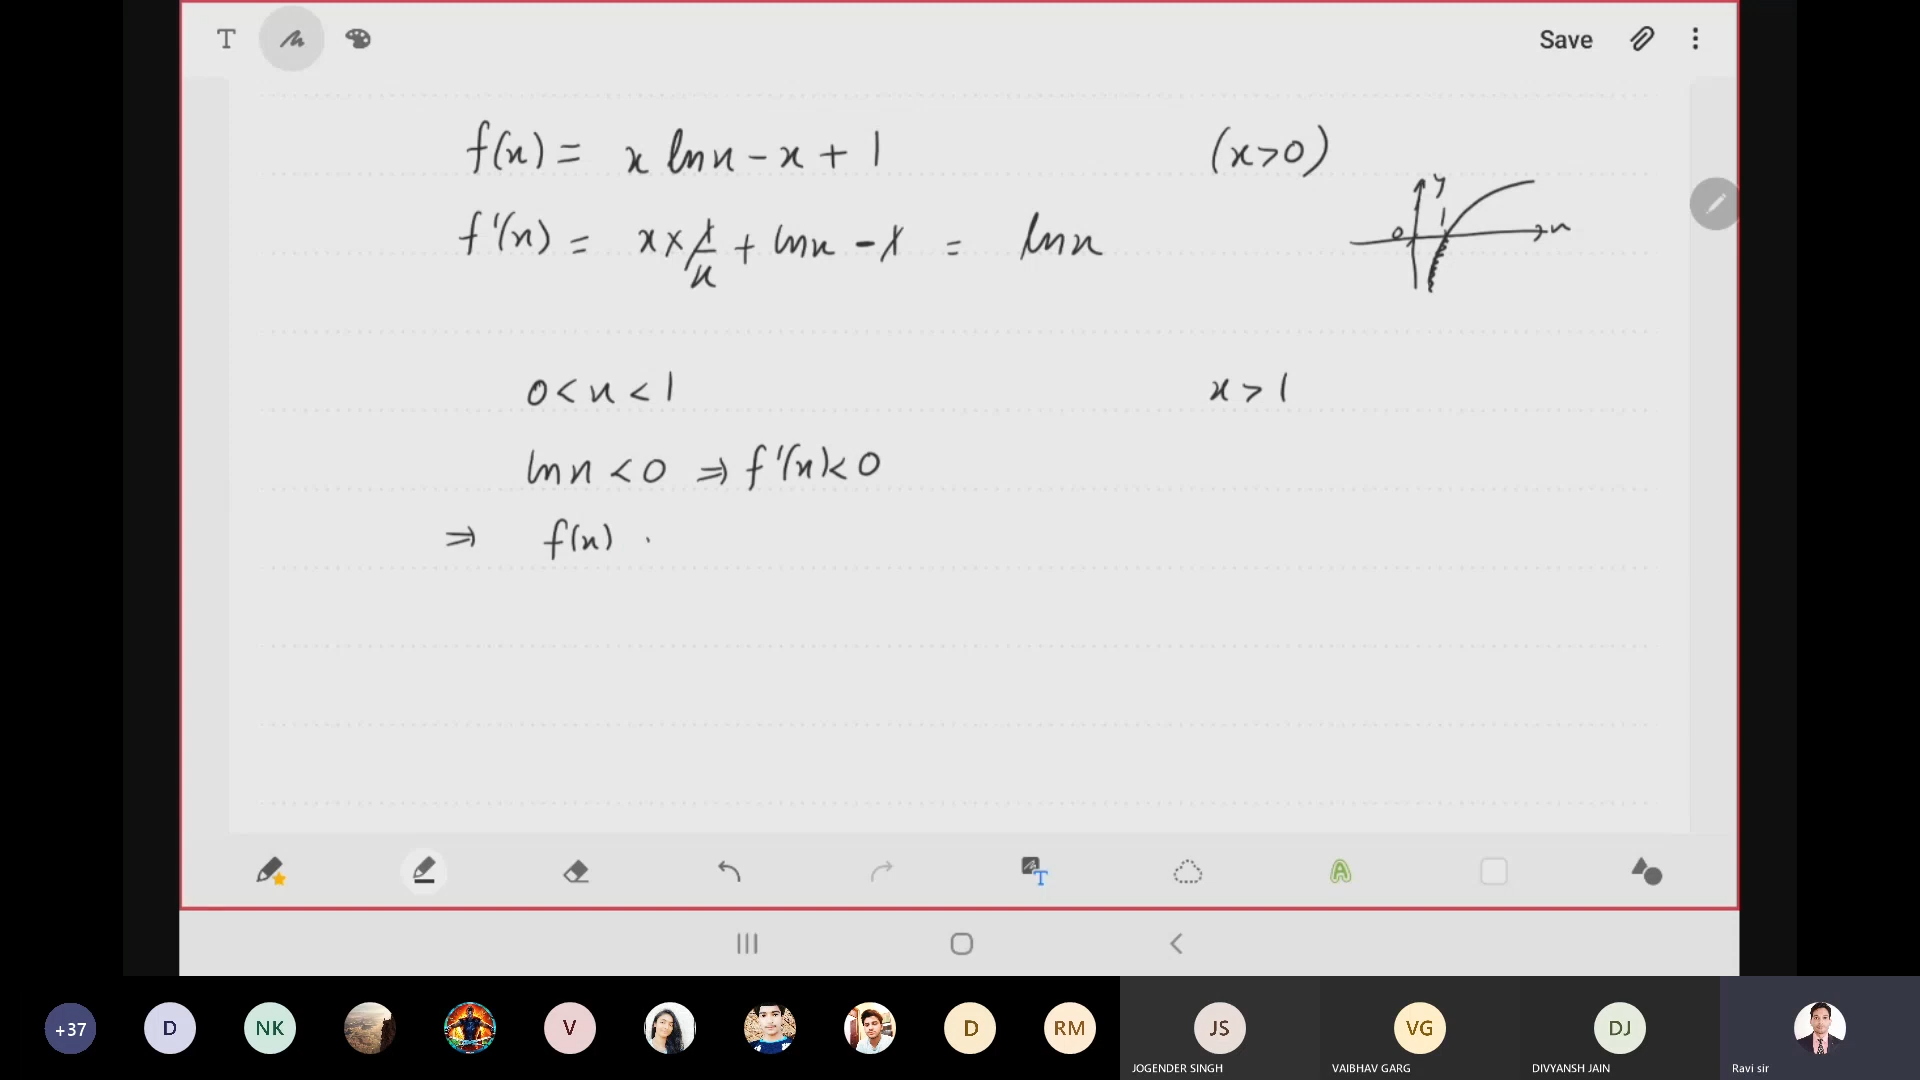 T Save
f(x) = x ln x - x + 1 (x>0)
y
1
0 x
f'(x) = x × 1/x + ln x - 1 = ln x
0 < x < 1 x > 1
ln x < 0 ⇒ f'(x) < 0
⇒ f(x) .
T A
+37 D NK V D RM JS VG DJ
JOGENDER SINGH VAIBHAV GARG DIVYANSH JAIN Ravi sir